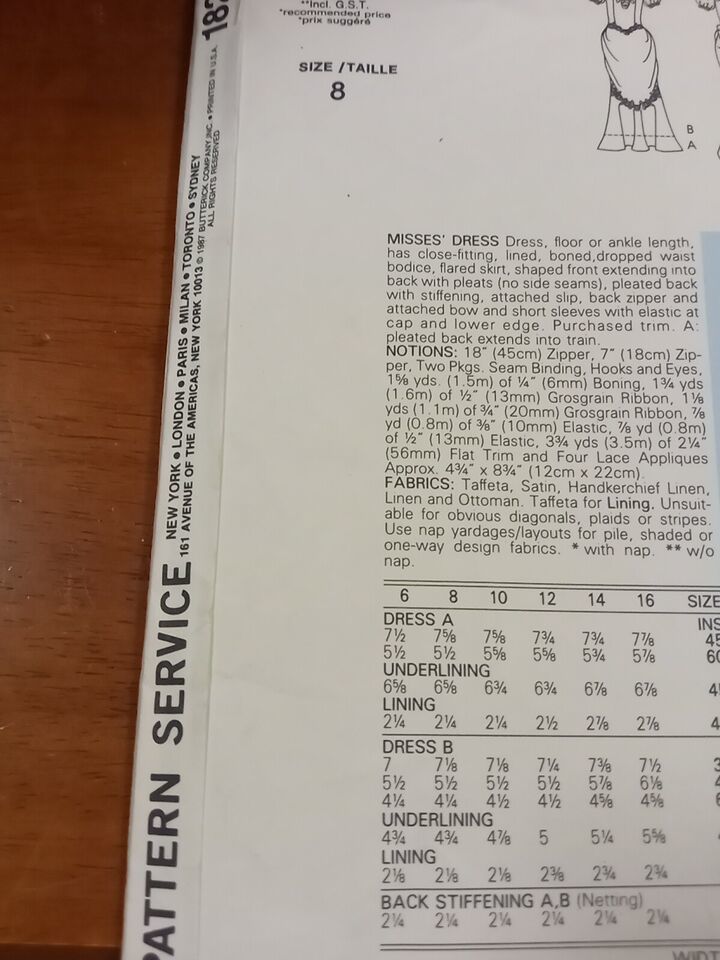 **Incl. G.S.T.
*recommended price
*prix suggéré
SIZE / TAILLE
8
B
A
MISSES' DRESS Dress, floor or ankle length,
has close-fitting, lined, boned,dropped waist
bodice, flared skirt, shaped front extending into
back with pleats (no side seams), pleated back
with stiffening, attached slip, back zipper and
attached bow and short sleeves with elastic at
cap and lower edge. Purchased trim. A:
pleated back extends into train.
NOTIONS: 18" (45cm) Zipper, 7" (18cm) Zip-
per, Two Pkgs. Seam Binding, Hooks and Eyes,
1⅝ yds. (1.5m) of ¼" (6mm) Boning, 1¾ yds
(1.6m) of ½" (13mm) Grosgrain Ribbon, 1⅛
yds (1.1m) of ¾" (20mm) Grosgrain Ribbon, ⅞
yd (0.8m) of ⅜" (10mm) Elastic, ⅞ yd (0.8m)
of ½" (13mm) Elastic, 3¾ yds (3.5m) of 2¼"
(56mm) Flat Trim and Four Lace Appliques
Approx. 4¾" x 8¾" (12cm x 22cm).
FABRICS: Taffeta, Satin, Handkerchief Linen,
Linen and Ottoman. Taffeta for Lining. Unsuit-
able for obvious diagonals, plaids or stripes.
Use nap yardages/layouts for pile, shaded or
one-way design fabrics. * with nap. ** w/o
nap.
6 8 10 12 14 16 SIZE
DRESS A INS
7½ 7⅝ 7⅝ 7¾ 7¾ 7⅞ 45
5½ 5½ 5⅝ 5⅝ 5¾ 5⅞ 60
UNDERLINING
6⅝ 6⅝ 6¾ 6¾ 6⅞ 6⅞ 4
LINING
2¼ 2¼ 2¼ 2½ 2⅞ 2⅞ 4
DRESS B
7 7⅛ 7⅛ 7¼ 7⅜ 7½ 3
5½ 5½ 5½ 5½ 5⅞ 6⅛
4¼ 4¼ 4½ 4½ 4⅝ 4⅝ 6
UNDERLINING
4¾ 4¾ 4⅞ 5 5¼ 5⅝
LINING
2⅛ 2⅛ 2⅛ 2⅜ 2¾ 2¾
BACK STIFFENING A,B (Netting)
2¼ 2¼ 2¼ 2¼ 2¼ 2¼
WIDT
PATTERN SERVICE
NEW YORK • LONDON • PARIS • MILAN • TORONTO • SYDNEY
161 AVENUE OF THE AMERICAS, NEW YORK 10013 © 1987 BUTTERICK COMPANY, INC. • PRINTED IN U.S.A.
ALL RIGHTS RESERVED
182